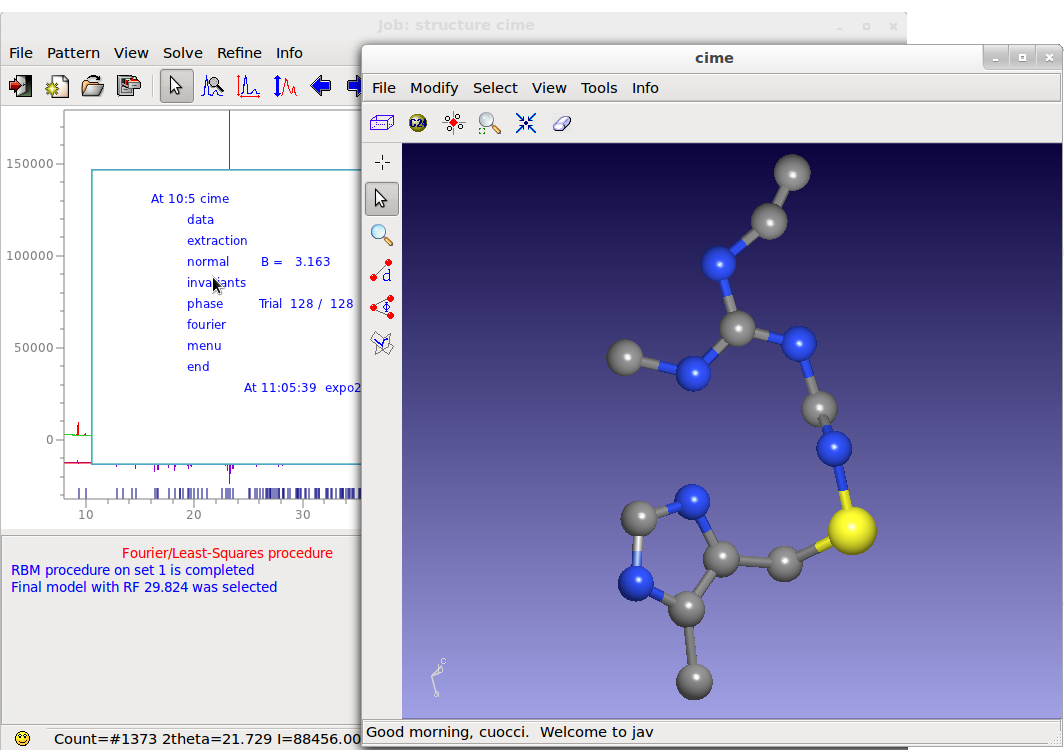 Job: structure cime
File Pattern View Solve Refine Info
cime
File Modify Select View Tools Info
C24
d
150000
100000
50000
0
At 10:5 cime
data
extraction
normal B = 3.163
invariants
phase Trial 128 / 128
fourier
menu
end
At 11:05:39 expo2
10 20 30
Fourier/Least-Squares procedure
RBM procedure on set 1 is completed
Final model with RF 29.824 was selected
c
b
a
Count=#1373 2theta=21.729 I=88456.00
Good morning, cuocci. Welcome to jav